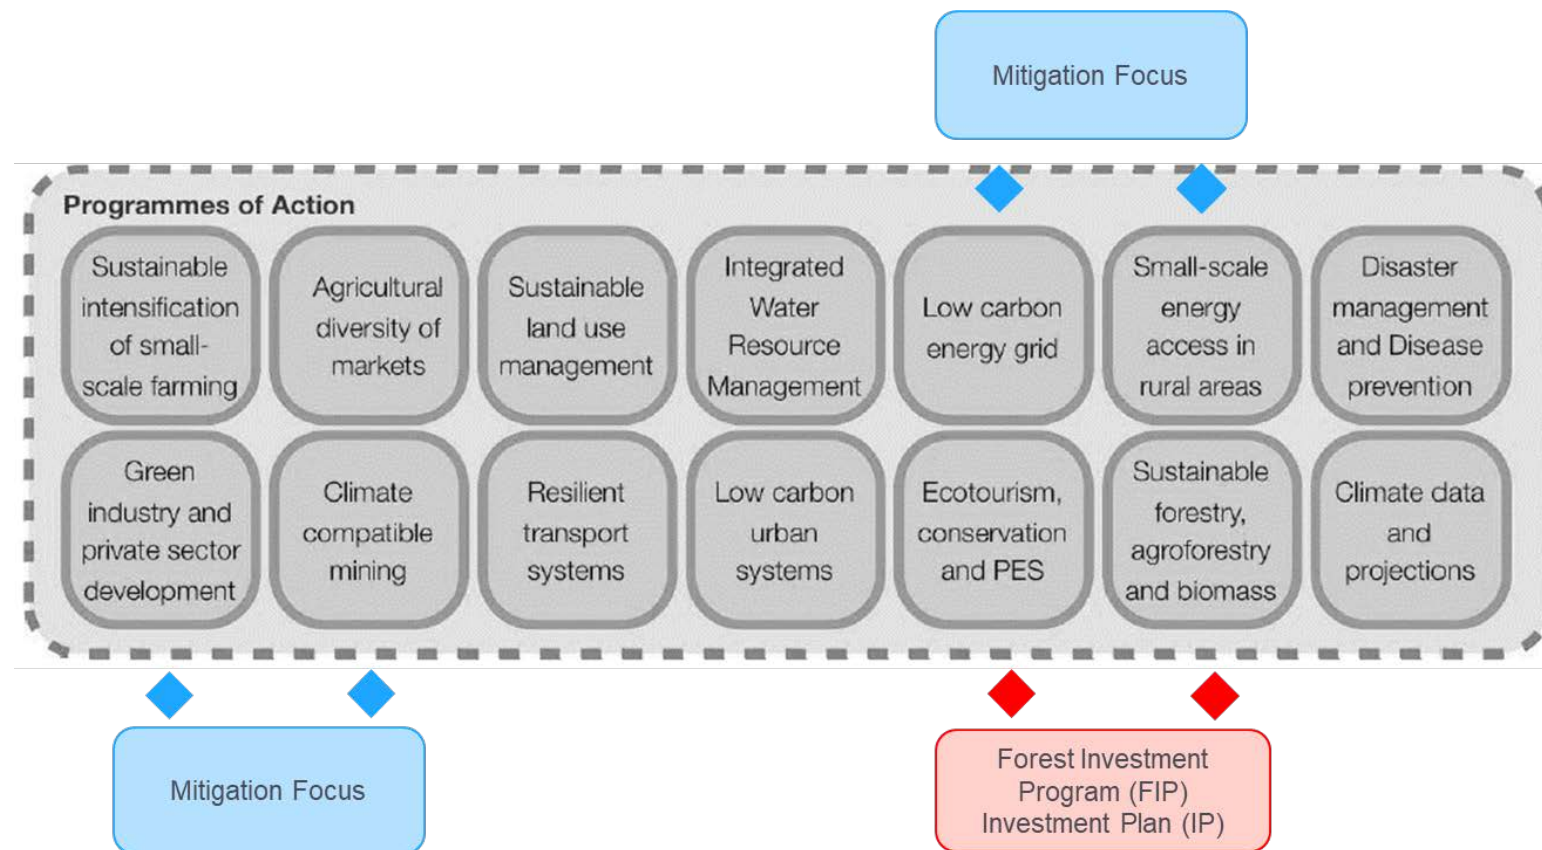 Mitigation Focus
Programmes of Action
Sustainable
intensification
of small-
scale farming
Agricultural
diversity of
markets
Sustainable
land use
management
Integrated
Water
Resource
Management
Low carbon
energy grid
Small-scale
energy
access in
rural areas
Disaster
management
and Disease
prevention
Green
industry and
private sector
development
Climate
compatible
mining
Resilient
transport
systems
Low carbon
urban
systems
Ecotourism,
conservation
and PES
Sustainable
forestry,
agroforestry
and biomass
Climate data
and
projections
Mitigation Focus
Forest Investment
Program (FIP)
Investment Plan (IP)